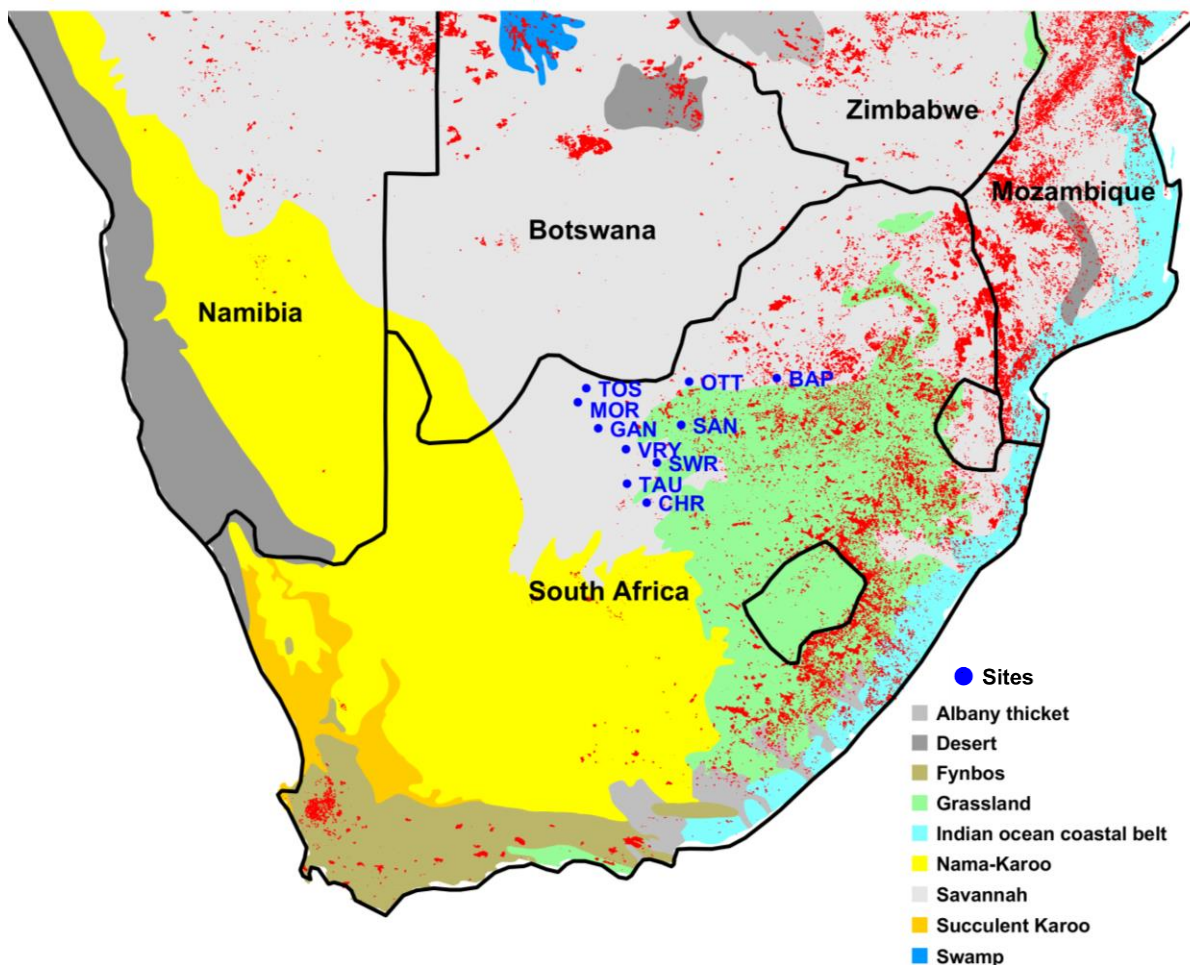 Zimbabwe
Mozambique
Botswana
Namibia
TOS
OTT
BAP
MOR
GAN
SAN
VRY
SWR
TAU
CHR
South Africa
Sites
Albany thicket
Desert
Fynbos
Grassland
Indian ocean coastal belt
Nama-Karoo
Savannah
Succulent Karoo
Swamp